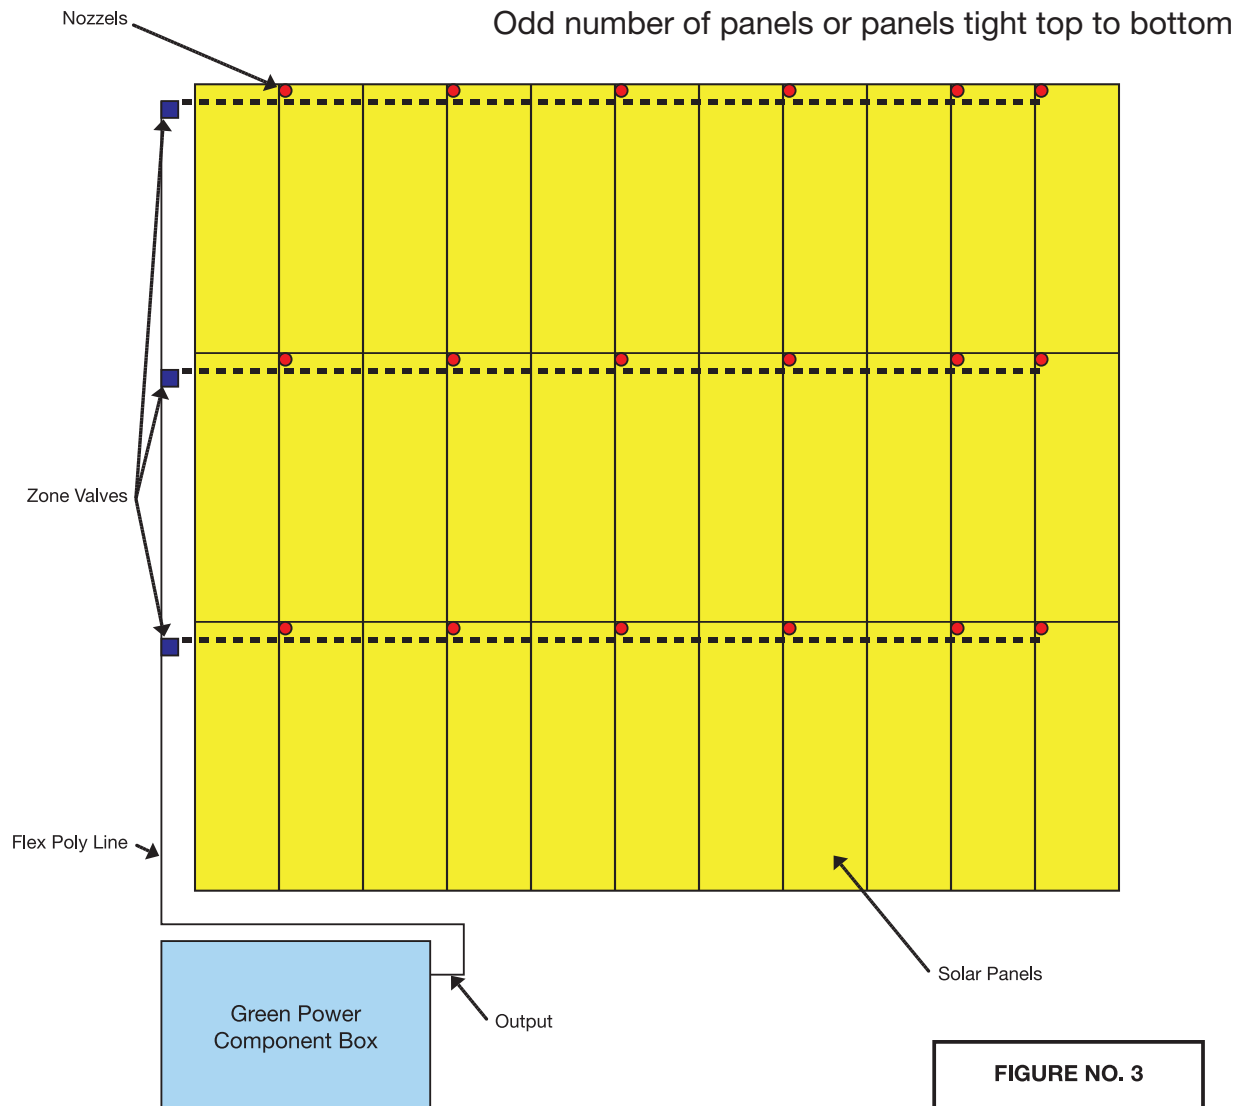 Nozzels
Odd number of panels or panels tight top to bottom
Zone Valves
Flex Poly Line
Solar Panels
Output
Green Power
Component Box
FIGURE NO. 3